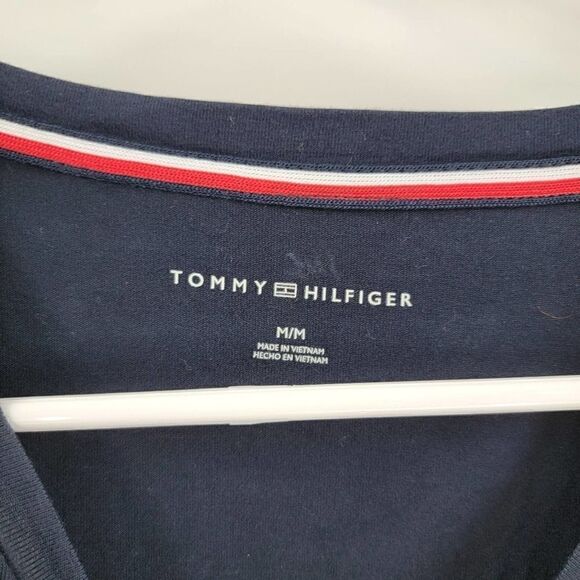 TOMMY HILFIGER
M/M
MADE IN VIETNAM
HECHO EN VIETNAM